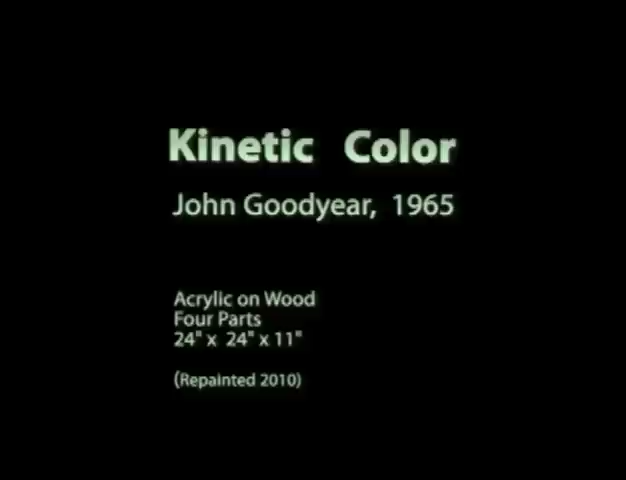 Kinetic Color
John Goodyear, 1965
Acrylic on Wood
Four Parts
24" x 24" x 11"
(Repainted 2010)